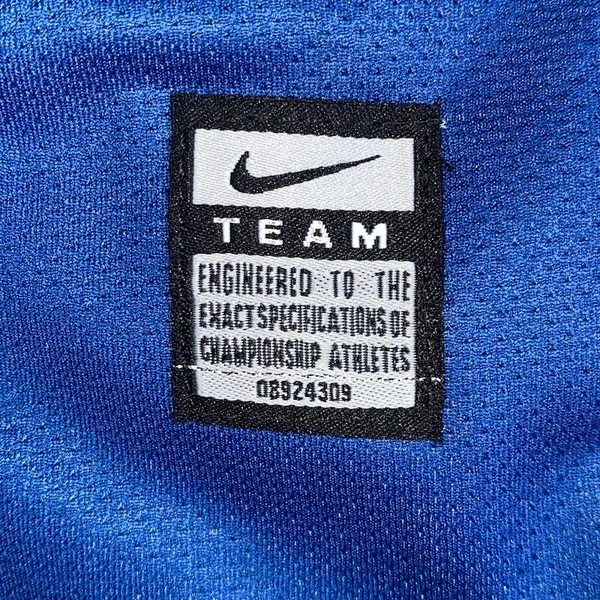 TEAM
ENGINEERED TO THE
EXACT SPECIFICATIONS OF
CHAMPIONSHIP ATHLETES
08924309